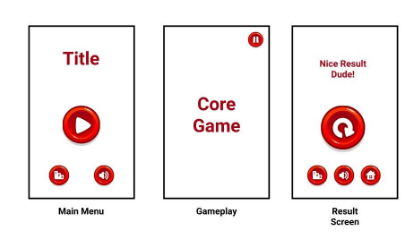 Title
Main Menu
Core
Game
Gameplay
Nice Result
Dude!
Result
Screen